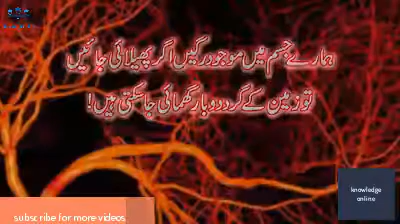 ہمارے جسم میں موجود رگیں اگر پھیلائی جائیں
تو زمین کے گرد دو بار گھمائی جا سکتی ہیں!
knowledge
online
subscribe for more videos